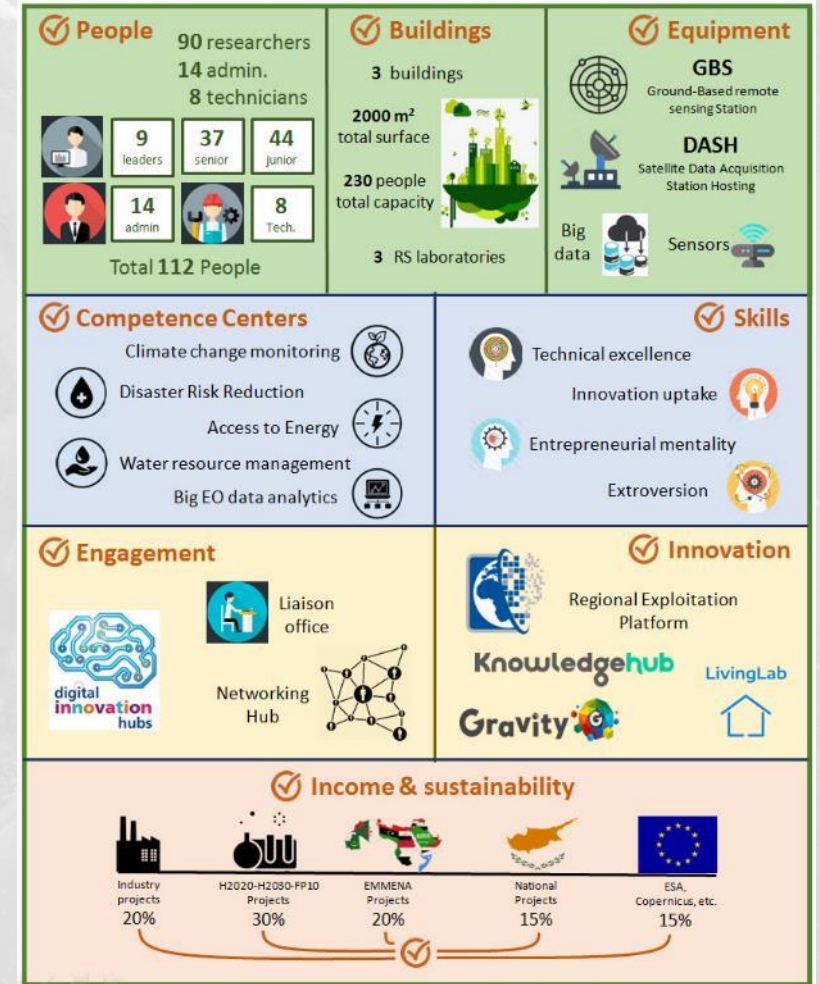 People
90 researchers
14 admin.
8 technicians
9
leaders
37
senior
44
junior
14
admin
8
Tech.
Total 112 People
Buildings
3 buildings
2000 m²
total surface
230 people
total capacity
3 RS laboratories
Equipment
GBS
Ground-Based remote
sensing Station
DASH
Satellite Data Acquisition
Station Hosting
Big
data
Sensors
Competence Centers
Climate change monitoring
Disaster Risk Reduction
Access to Energy
Water resource management
Big EO data analytics
Skills
Technical excellence
Innovation uptake
Entrepreneurial mentality
Extroversion
Engagement
digital
innovation
hubs
Liaison
office
Networking
Hub
Innovation
Regional Exploitation
Platform
Knowledgehub
LivingLab
Gravity G
Income & sustainability
Industry
projects
20%
H2020-H2030-FP10
Projects
30%
EMMENA
Projects
20%
National
Projects
15%
ESA,
Copernicus, etc.
15%